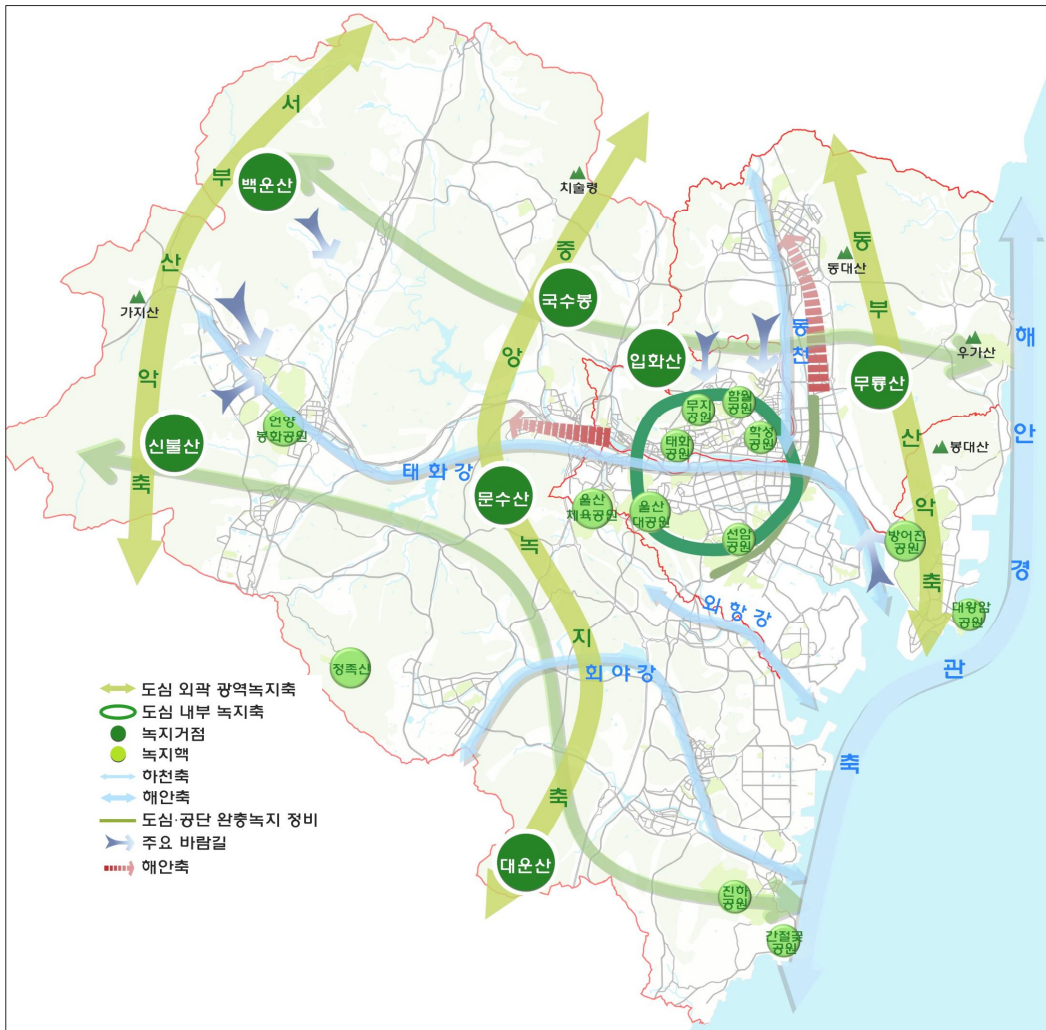 서부산악축
중앙녹지축
동부산악축
해안경관축
백운산
치술령
국수봉
동대산
가지산
동천
우가산
입화산
무룡산
무지
공원
함월
공원
학성
공원
태화
공원
언양
봉화공원
신불산
봉대산
태화강
문수산
울산
체육공원
울산
대공원
선암
공원
방어진
공원
대왕암
공원
외항강
회야강
정족산
대운산
진하
공원
간절곶
공원
도심 외곽 광역녹지축
도심 내부 녹지축
녹지거점
녹지핵
하천축
해안축
도심·공단 완충녹지 정비
주요 바람길
해안축